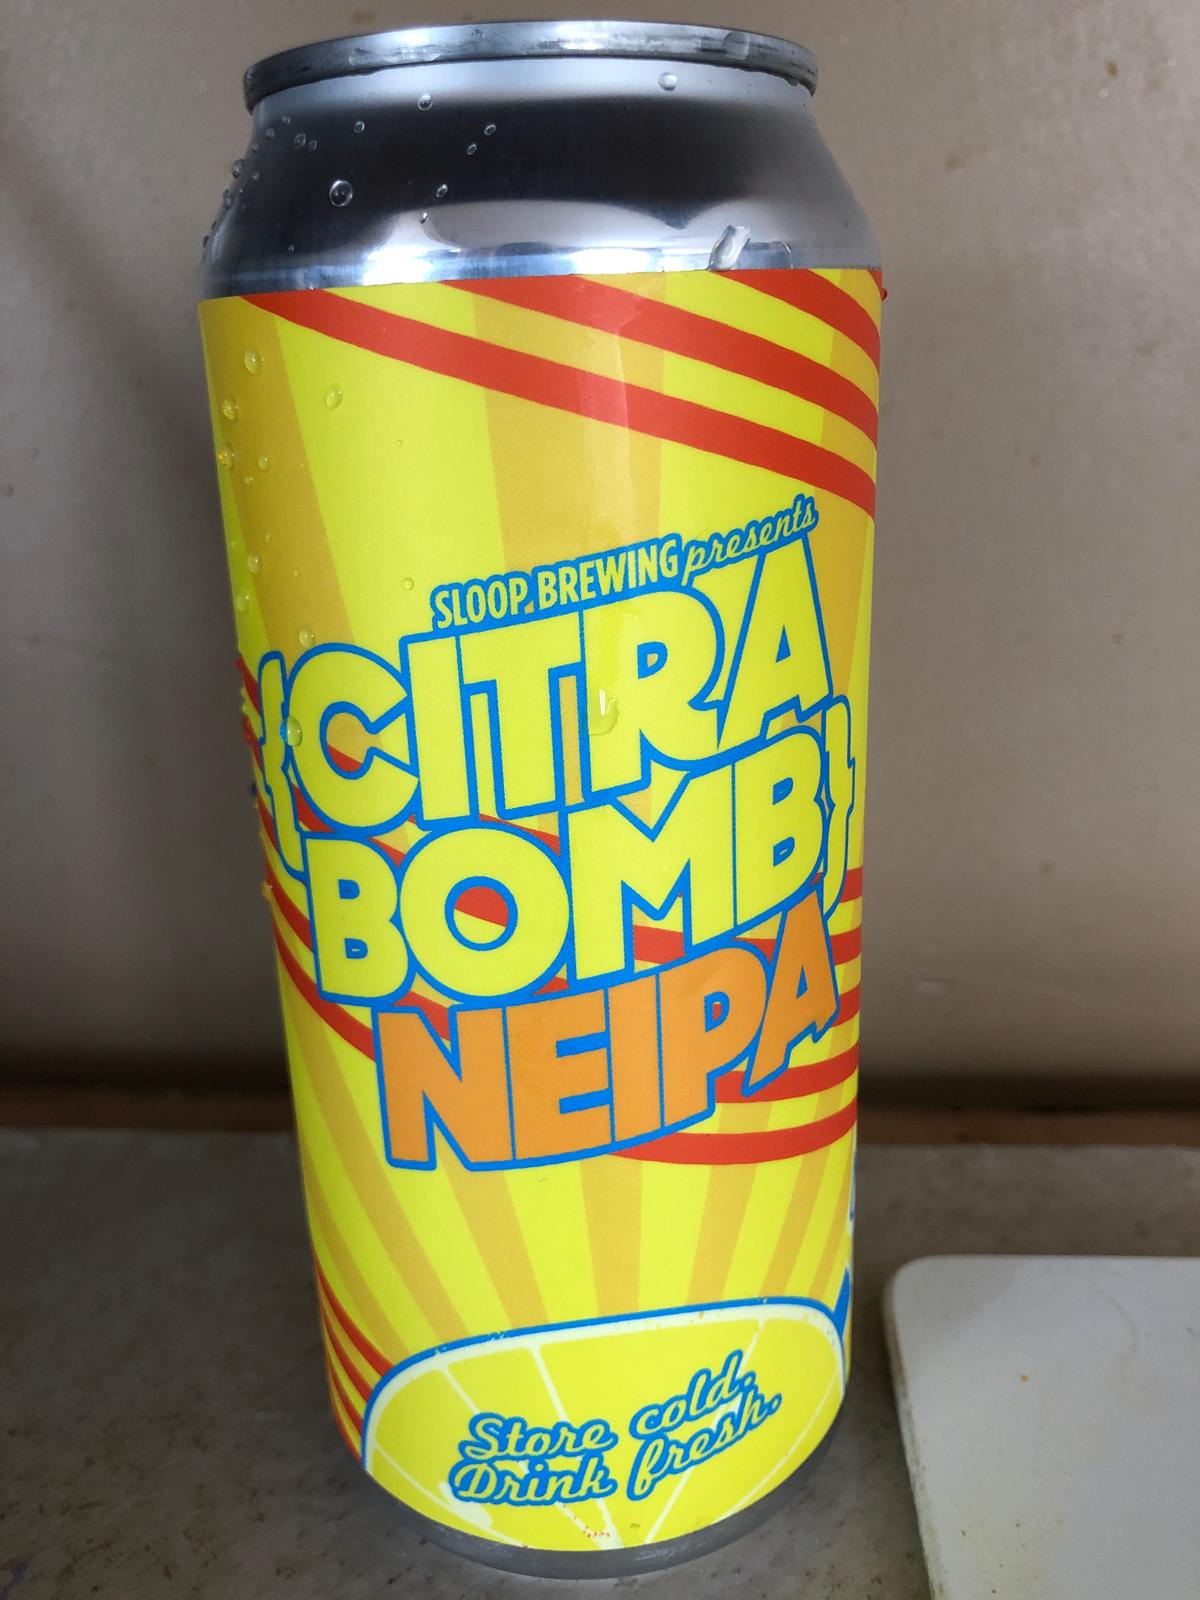 SLOOP BREWING presents
{CITRA
BOMB}
NEIPA
Store cold.
Drink fresh.